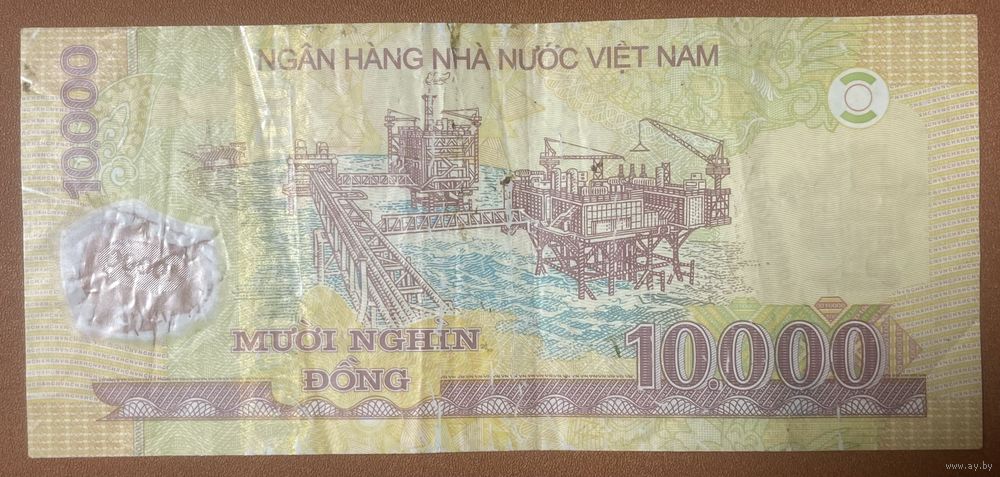 NGÂN HÀNG NHÀ NƯỚC VIỆT NAM
10.000
MƯỜI NGHÌN
ĐỒNG
10.000
www.ay.by